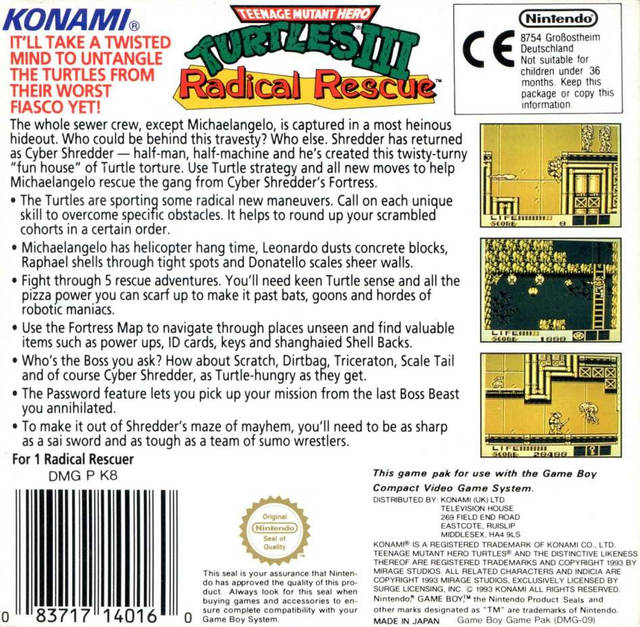 KONAMI®
IT'LL TAKE A TWISTED
MIND TO UNTANGLE
THE TURTLES FROM
THEIR WORST
FIASCO YET!
TEENAGE MUTANT HERO
TURTLES III
Radical Rescue™
CE
Nintendo
8754 Großostheim
Deutschland
Not suitable for
children under 36
months. Keep this
package or copy this
information
The whole sewer crew, except Michaelangelo, is captured in a most heinous
hideout. Who could be behind this travesty? Who else. Shredder has returned
as Cyber Shredder — half-man, half-machine and he's created this twisty-turny
"fun house" of Turtle torture. Use Turtle strategy and all new moves to help
Michaelangelo rescue the gang from Cyber Shredder's Fortress.
• The Turtles are sporting some radical new maneuvers. Call on each unique
skill to overcome specific obstacles. It helps to round up your scrambled
cohorts in a certain order.
• Michaelangelo has helicopter hang time, Leonardo dusts concrete blocks,
Raphael shells through tight spots and Donatello scales sheer walls.
• Fight through 5 rescue adventures. You'll need keen Turtle sense and all the
pizza power you can scarf up to make it past bats, goons and hordes of
robotic maniacs.
• Use the Fortress Map to navigate through places unseen and find valuable
items such as power ups, ID cards, keys and shanghaied Shell Backs.
• Who's the Boss you ask? How about Scratch, Dirtbag, Triceraton, Scale Tail
and of course Cyber Shredder, as Turtle-hungry as they get.
• The Password feature lets you pick up your mission from the last Boss Beast
you annihilated.
• To make it out of Shredder's maze of mayhem, you'll need to be as sharp
as a sai sword and as tough as a team of sumo wrestlers.
For 1 Radical Rescuer
DMG P K8
LIFE
SCORE 0
LIFE
SCORE 1000
LIFE
SCORE 20400
0 83717 14016 0
Original
Nintendo
Seal of
Quality
This seal is your assurance that Ninten-
do has approved the quality of this pro-
duct. Always look for this seal when
buying games and accessories to en-
sure complete compatibility with your
Game Boy System.
This game pak for use with the Game Boy
Compact Video Game System.
DISTRIBUTED BY: KONAMI (UK) LTD
TELEVISION HOUSE
269 FIELD END ROAD
EASTCOTE, RUISLIP
MIDDLESEX, HA4 9LS
KONAMI® IS A REGISTERED TRADEMARK OF KONAMI CO., LTD.
TEENAGE MUTANT HERO TURTLES® AND THE DISTINCTIVE LIKENESS
THEREOF ARE REGISTERED TRADEMARKS AND COPYRIGHT 1993 BY
MIRAGE STUDIOS. ALL RELATED CHARACTERS AND INDICIA ARE
COPYRIGHT 1993 MIRAGE STUDIOS, EXCLUSIVELY LICENSED BY
SURGE LICENSING, INC. © 1993 KONAMI ALL RIGHTS RESERVED.
Nintendo,® GAME BOY,™ the Nintendo Product Seals and
other marks designated as "TM" are trademarks of Nintendo.
MADE IN JAPAN Game Boy Game Pak (DMG-09)